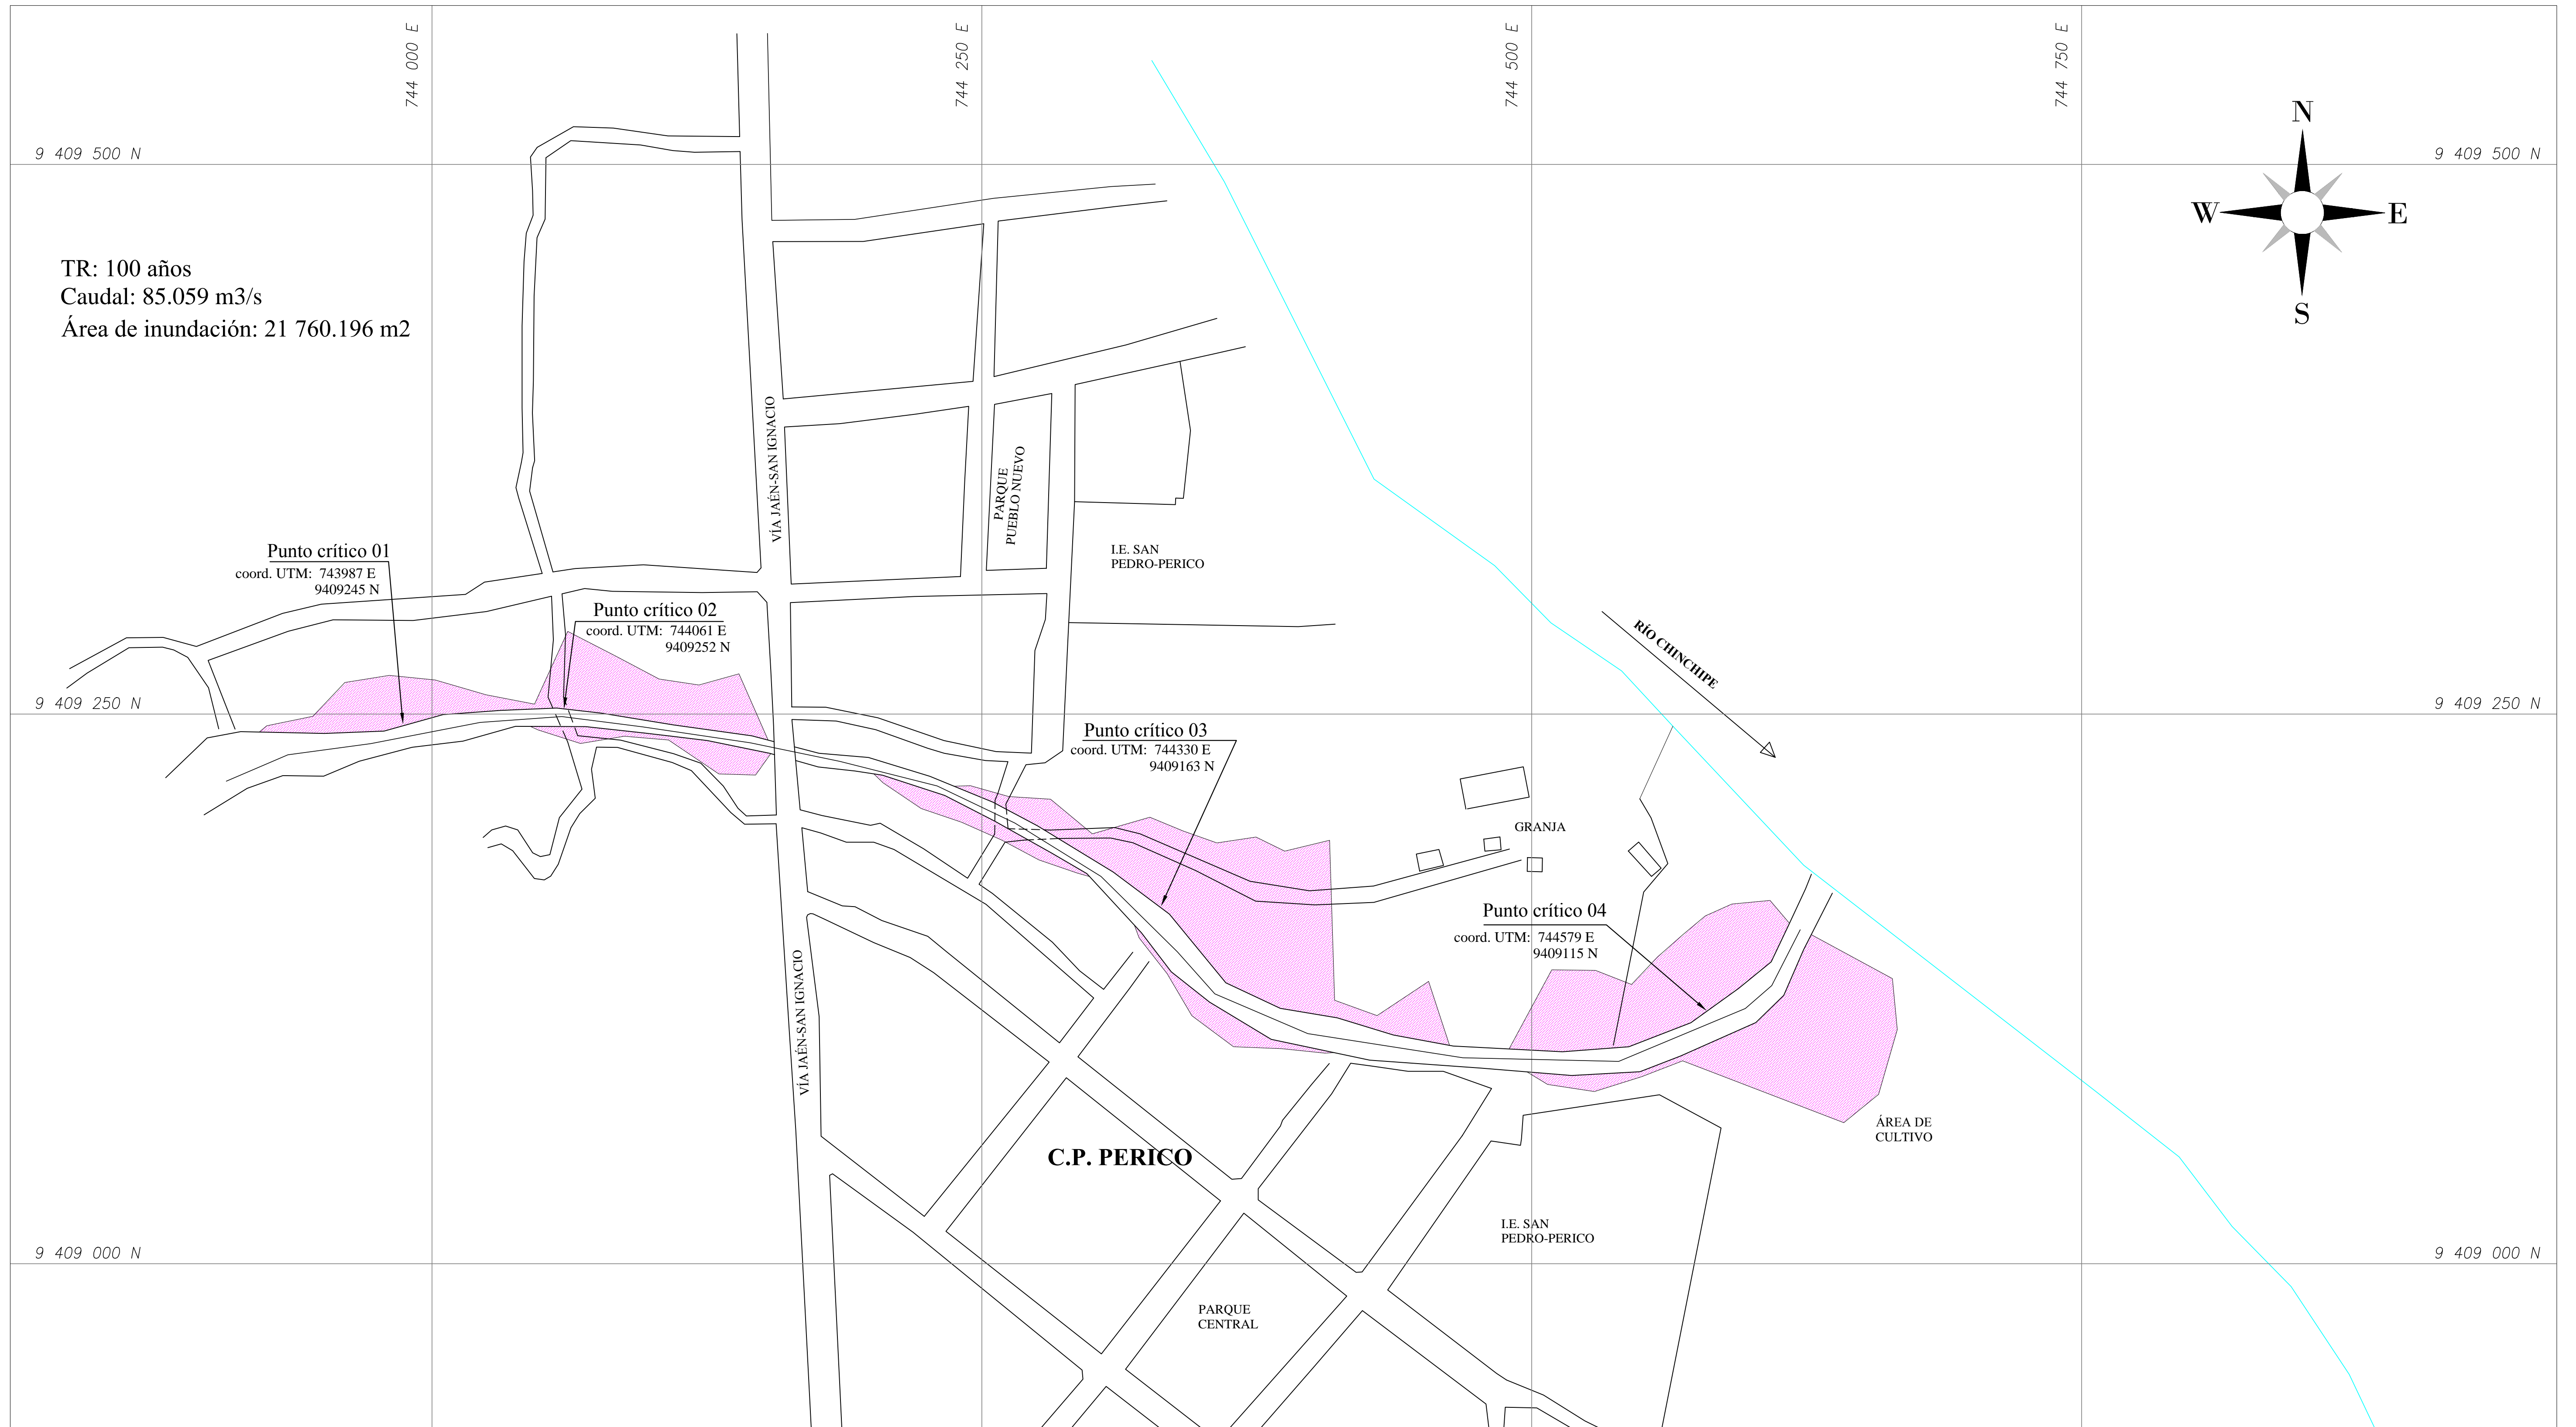 744 000 E
744 250 E
744 500 E
744 750 E
9 409 500 N
9 409 500 N
N
W
E
S
TR: 100 años
Caudal: 85.059 m3/s
Área de inundación: 21 760.196 m2
VÍA JAÉN-SAN IGNACIO
PARQUE
PUEBLO NUEVO
I.E. SAN
PEDRO-PERICO
Punto crítico 01
coord. UTM: 743987 E
9409245 N
Punto crítico 02
coord. UTM: 744061 E
9409252 N
RÍO CHINCHIPE
9 409 250 N
9 409 250 N
Punto crítico 03
coord. UTM: 744330 E
9409163 N
GRANJA
Punto crítico 04
coord. UTM: 744579 E
9409115 N
VÍA JAÉN-SAN IGNACIO
ÁREA DE
CULTIVO
C.P. PERICO
I.E. SAN
PEDRO-PERICO
9 409 000 N
9 409 000 N
PARQUE
CENTRAL